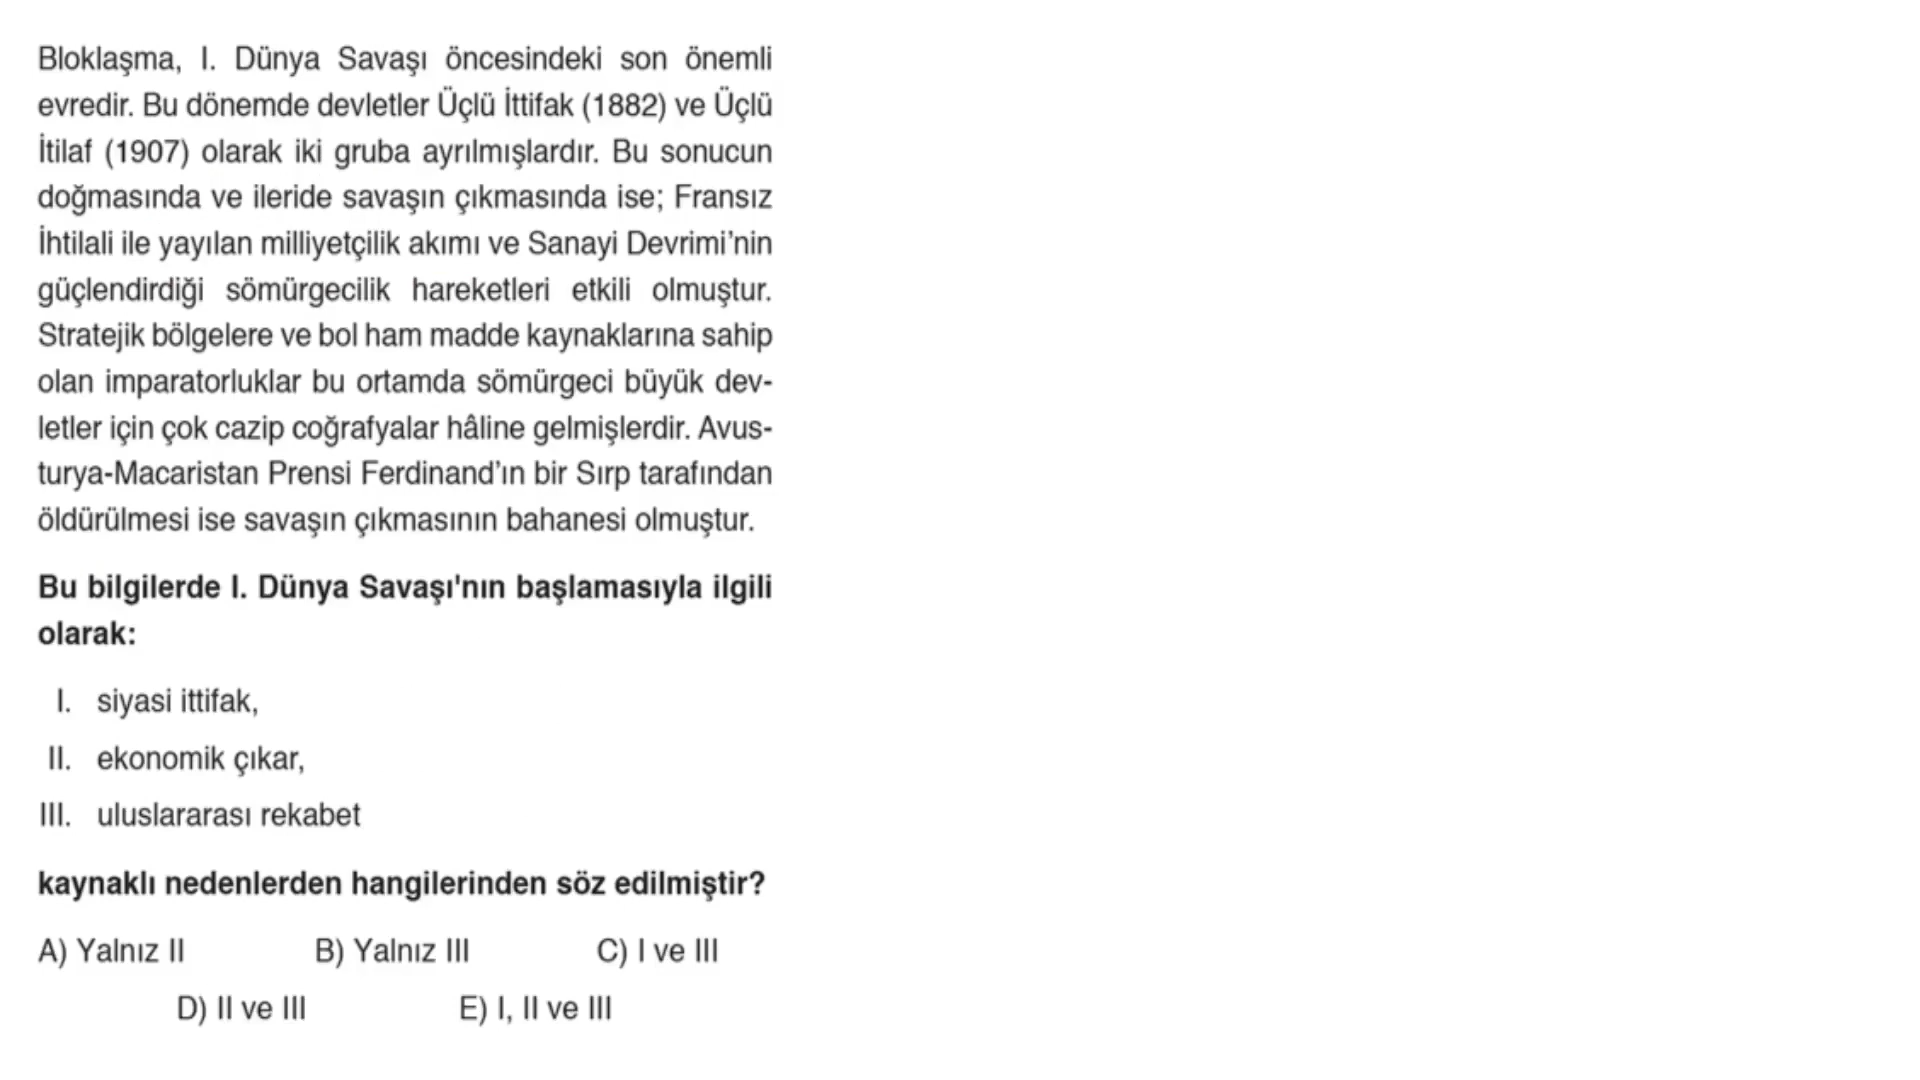 Bloklaşma, I. Dünya Savaşı öncesindeki son önemli
evredir. Bu dönemde devletler Üçlü İttifak (1882) ve Üçlü
İtilaf (1907) olarak iki gruba ayrılmışlardır. Bu sonucun
doğmasında ve ileride savaşın çıkmasında ise; Fransız
İhtilali ile yayılan milliyetçilik akımı ve Sanayi Devrimi’nin
güçlendirdiği sömürgecilik hareketleri etkili olmuştur.
Stratejik bölgelere ve bol ham madde kaynaklarına sahip
olan imparatorluklar bu ortamda sömürgeci büyük dev-
letler için çok cazip coğrafyalar hâline gelmişlerdir. Avus-
turya-Macaristan Prensi Ferdinand’ın bir Sırp tarafından
öldürülmesi ise savaşın çıkmasının bahanesi olmuştur.
Bu bilgilerde I. Dünya Savaşı'nın başlamasıyla ilgili
olarak:
I. siyasi ittifak,
II. ekonomik çıkar,
III. uluslararası rekabet
kaynaklı nedenlerden hangilerinden söz edilmiştir?
A) Yalnız II B) Yalnız III C) I ve III
D) II ve III E) I, II ve III